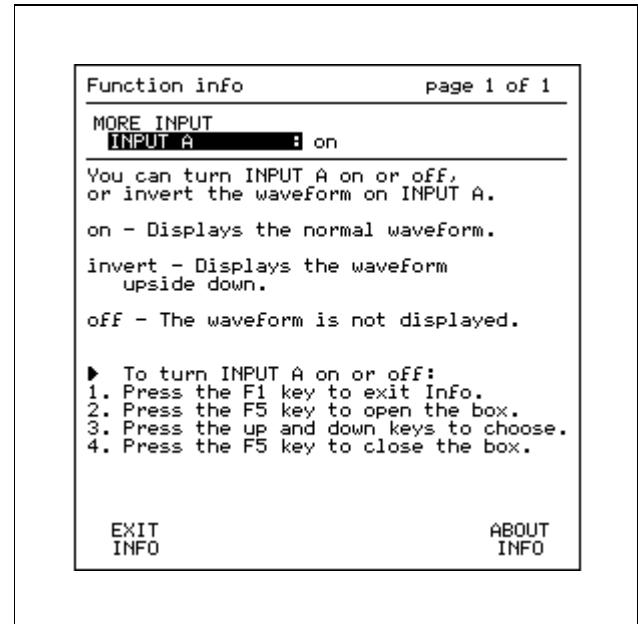 Function info page 1 of 1
MORE INPUT
INPUT A : on
You can turn INPUT A on or off,
or invert the waveform on INPUT A.
on - Displays the normal waveform.
invert - Displays the waveform
upside down.
off - The waveform is not displayed.
▶ To turn INPUT A on or off:
1. Press the F1 key to exit Info.
2. Press the F5 key to open the box.
3. Press the up and down keys to choose.
4. Press the F5 key to close the box.
EXIT ABOUT
INFO INFO